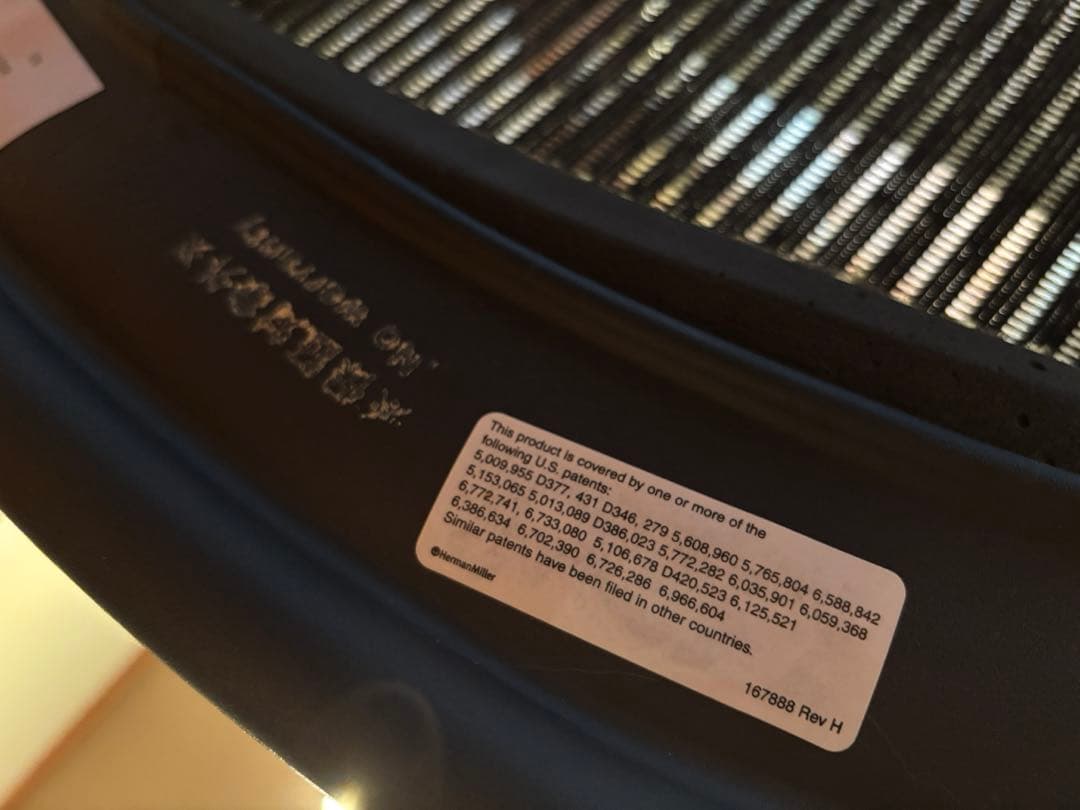 This product is covered by one or more of the
following U.S. patents:
5,009,955 D377, 431 D346, 279 5,608,960 5,765,804 6,588,842
5,153,065 5,013,089 D386,023 5,772,282 6,035,901 6,059,368
6,772,741, 6,733,080 5,106,678 D420,523 6,125,521
6,386,634 6,702,390 6,726,286 6,966,604
Similar patents have been filed in other countries.
HermanMiller
167888 Rev H